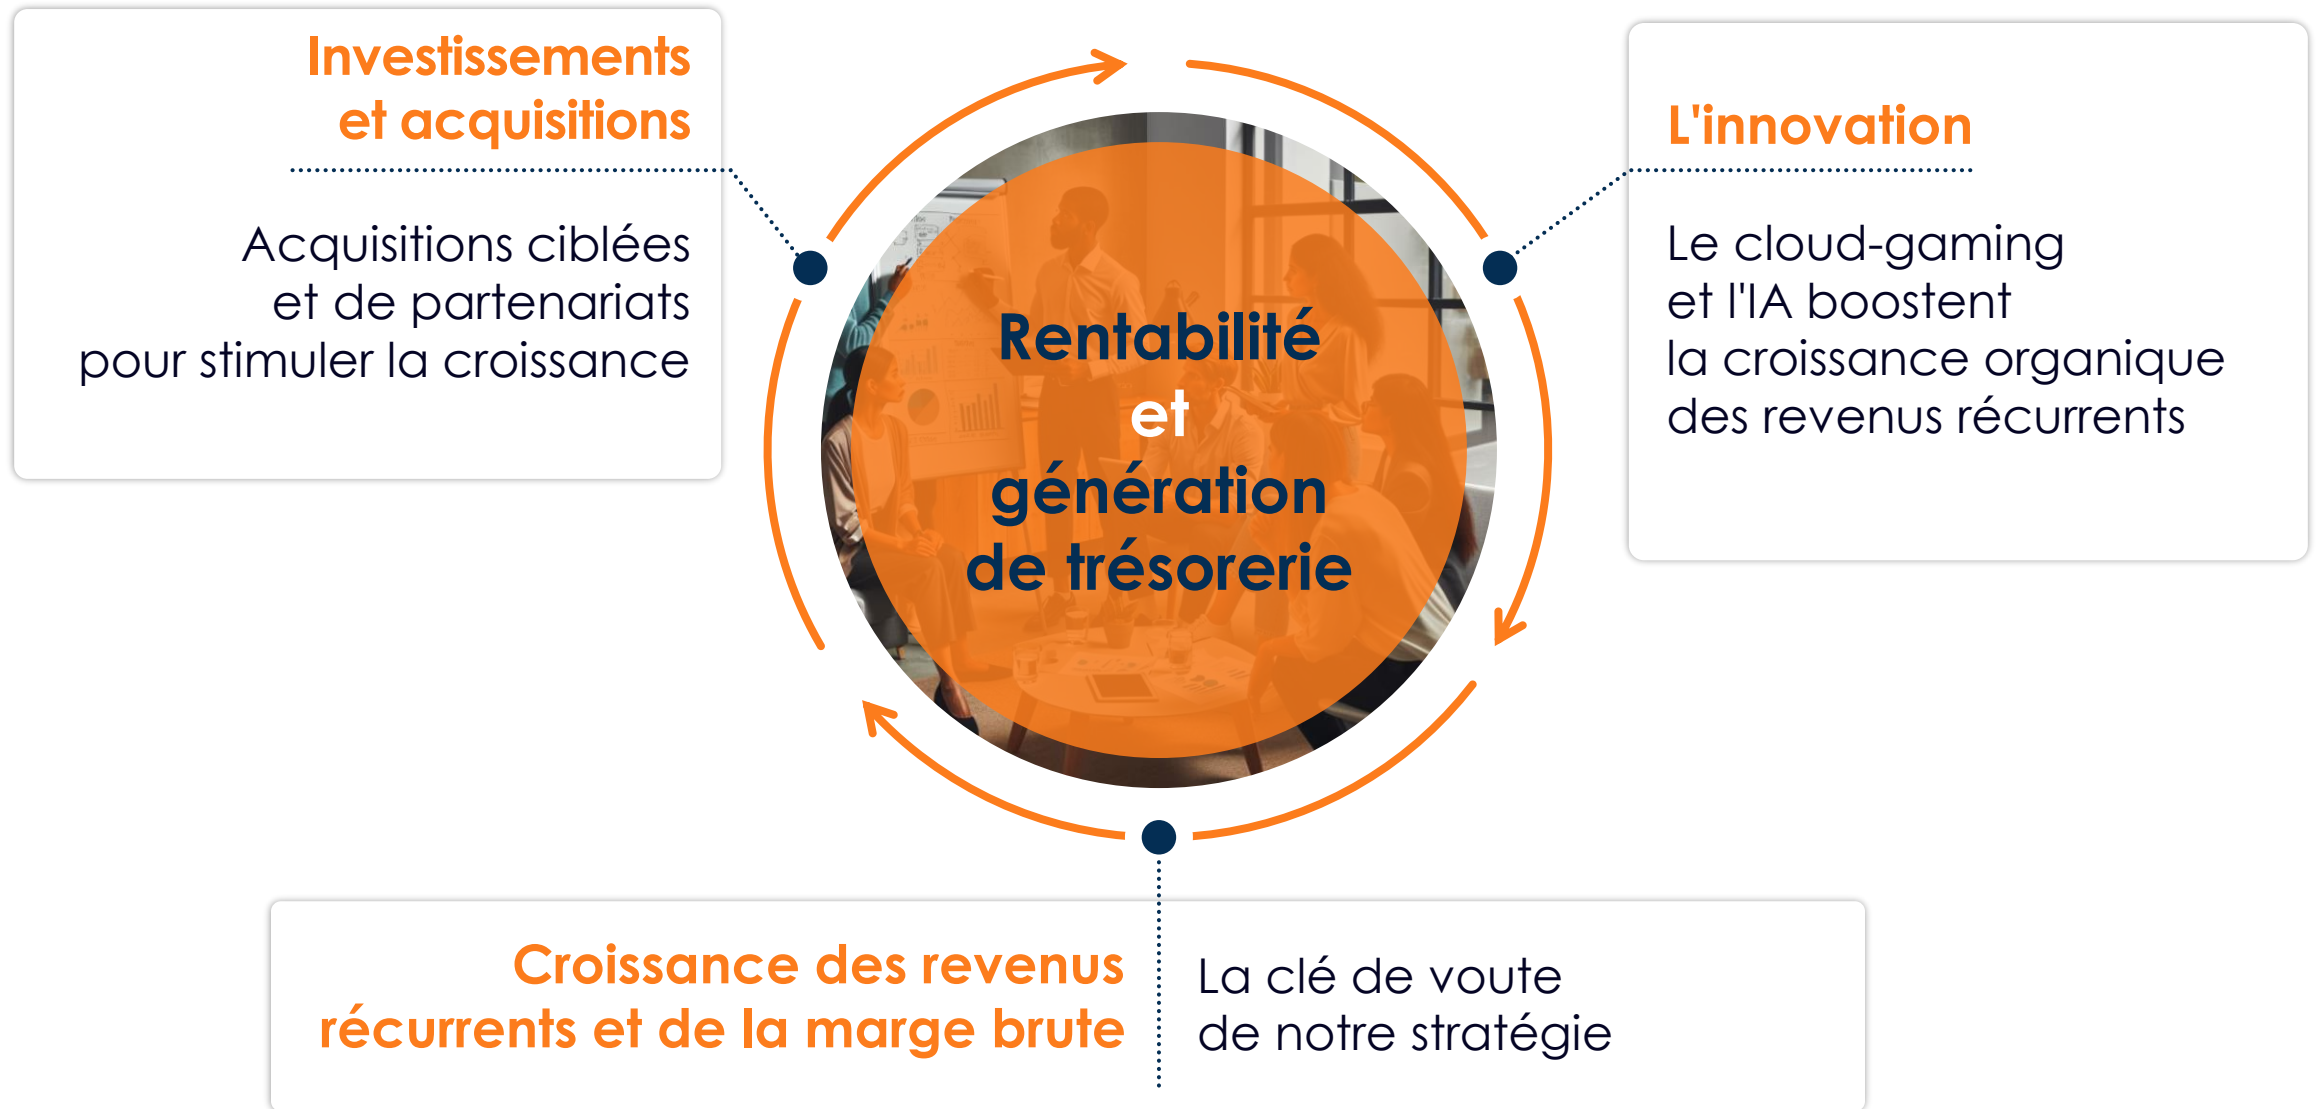 Investissements
et acquisitions
Acquisitions ciblées
et de partenariats
pour stimuler la croissance
Rentabilité
et
génération
de trésorerie
L'innovation
Le cloud-gaming
et l'IA boostent
la croissance organique
des revenus récurrents
Croissance des revenus
récurrents et de la marge brute
La clé de voute
de notre stratégie